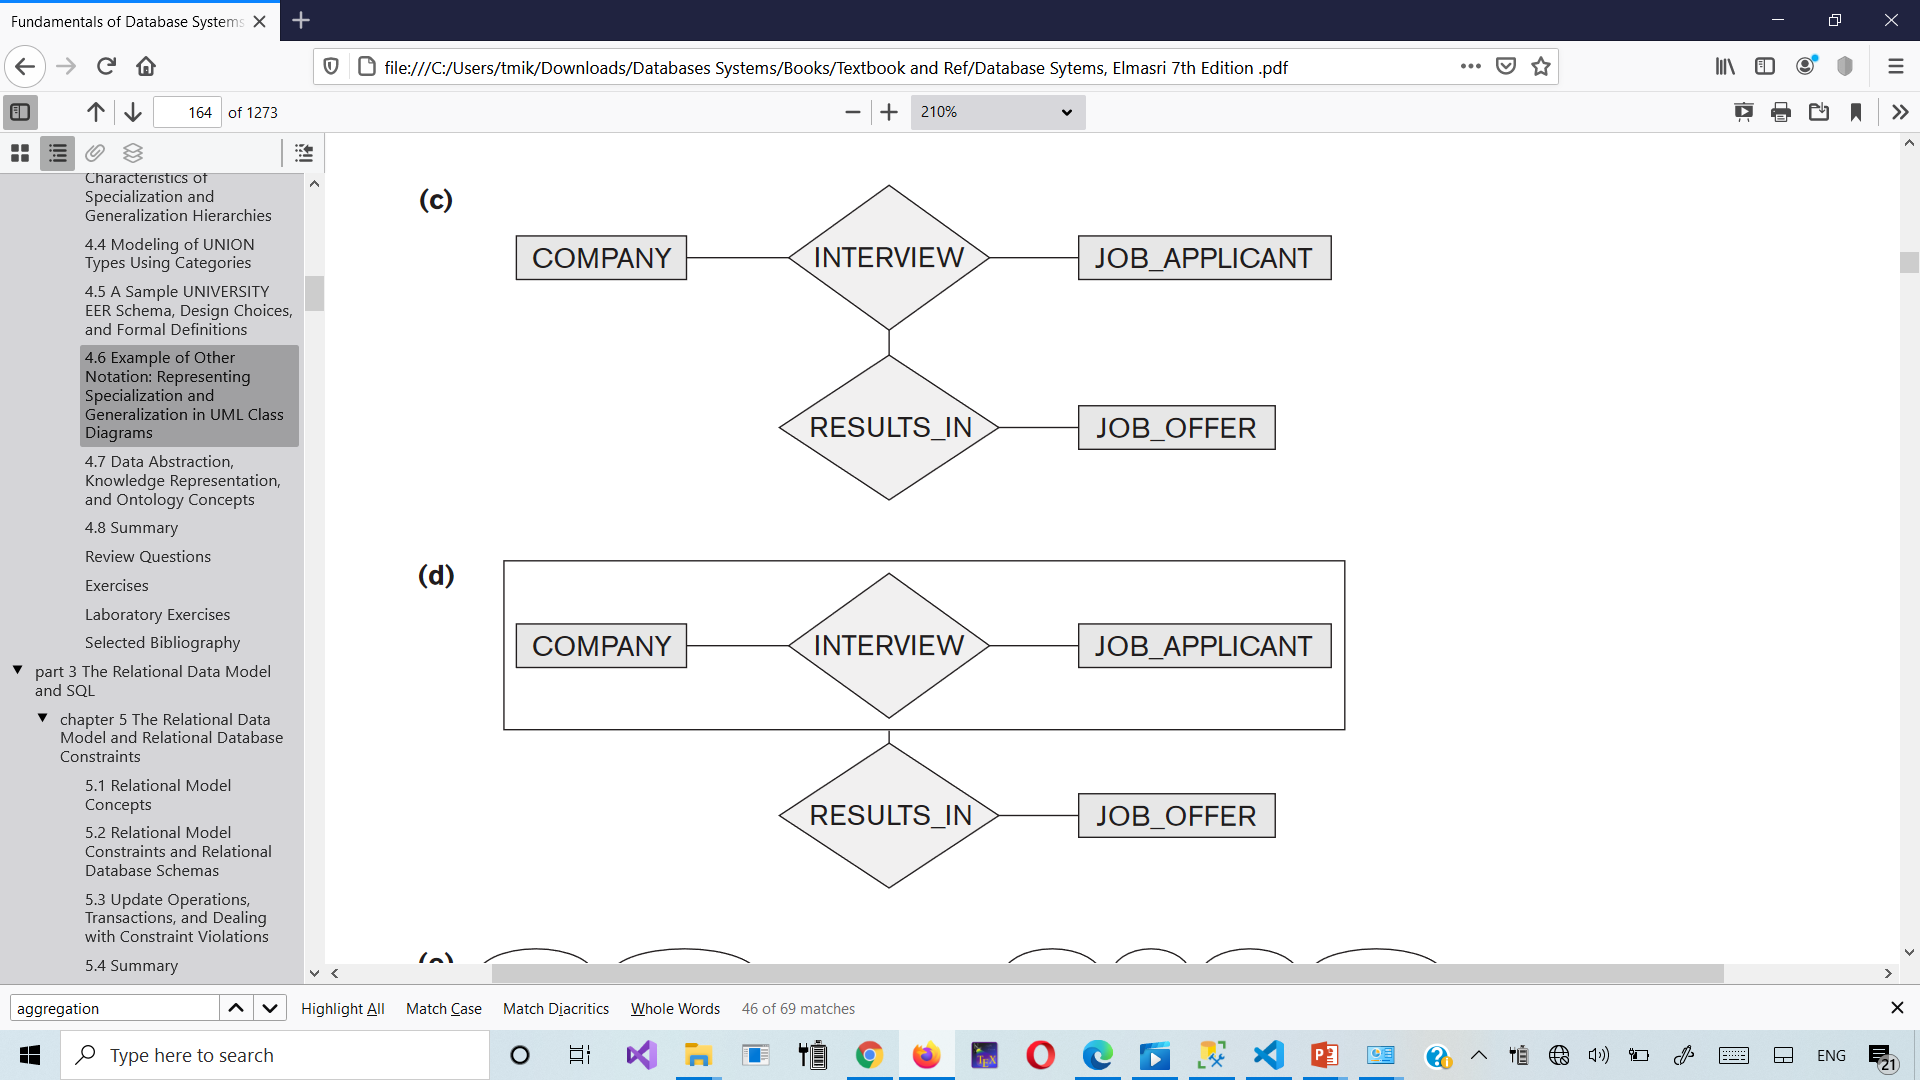 Fundamentals of Database Systems
file:///C:/Users/tmik/Downloads/Databases Systems/Books/Textbook and Ref/Database Sytems, Elmasri 7th Edition .pdf
164 of 1273
210%
Characteristics of
Specialization and
Generalization Hierarchies
4.4 Modeling of UNION
Types Using Categories
4.5 A Sample UNIVERSITY
EER Schema, Design Choices,
and Formal Definitions
4.6 Example of Other
Notation: Representing
Specialization and
Generalization in UML Class
Diagrams
4.7 Data Abstraction,
Knowledge Representation,
and Ontology Concepts
4.8 Summary
Review Questions
Exercises
Laboratory Exercises
Selected Bibliography
part 3 The Relational Data Model
and SQL
chapter 5 The Relational Data
Model and Relational Database
Constraints
5.1 Relational Model
Concepts
5.2 Relational Model
Constraints and Relational
Database Schemas
5.3 Update Operations,
Transactions, and Dealing
with Constraint Violations
5.4 Summary
(c)
COMPANY INTERVIEW JOB_APPLICANT
RESULTS_IN JOB_OFFER
(d)
COMPANY INTERVIEW JOB_APPLICANT
RESULTS_IN JOB_OFFER
aggregation Highlight All Match Case Match Diacritics Whole Words 46 of 69 matches
Type here to search
TEX
ENG
21